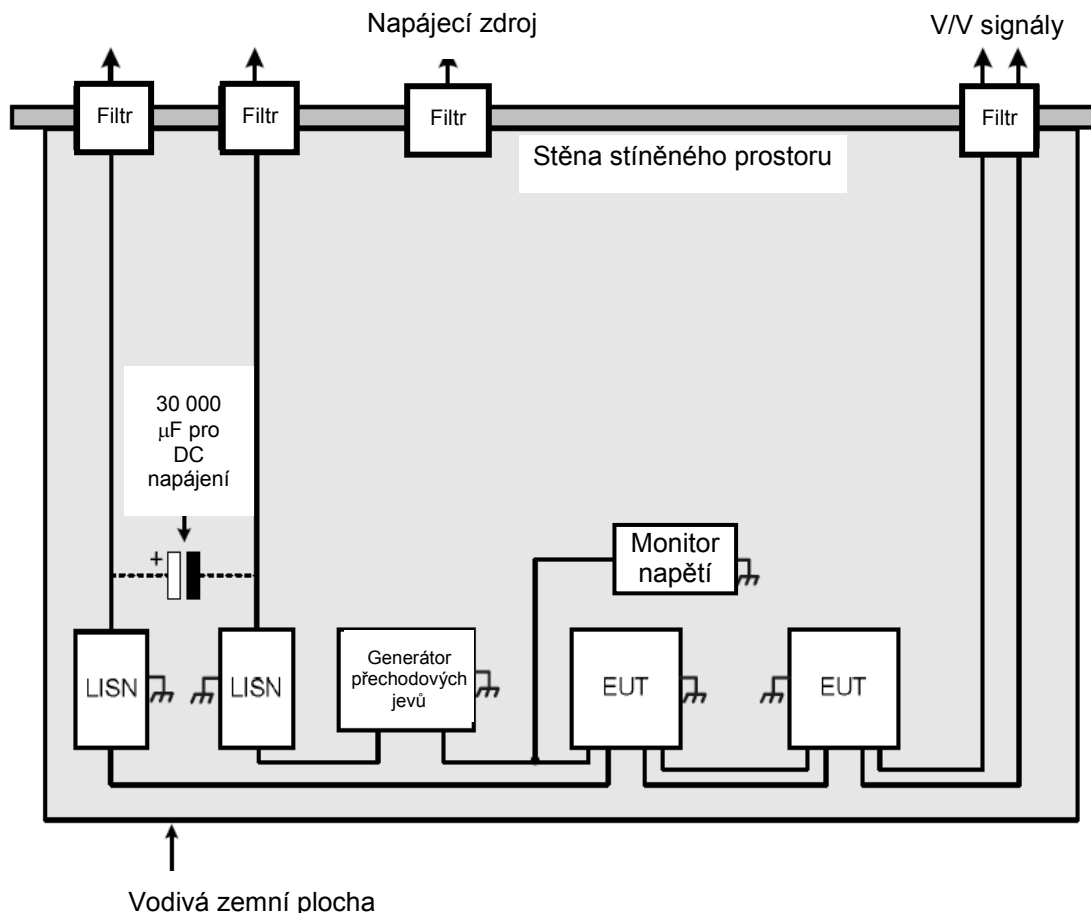 Napájecí zdroj
V/V signály
Filtr
Filtr
Filtr
Filtr
Stěna stíněného prostoru
30 000
μF pro
DC
napájení
+
Monitor
napětí
LISN
LISN
Generátor
přechodových
jevů
EUT
EUT
Vodivá zemní plocha